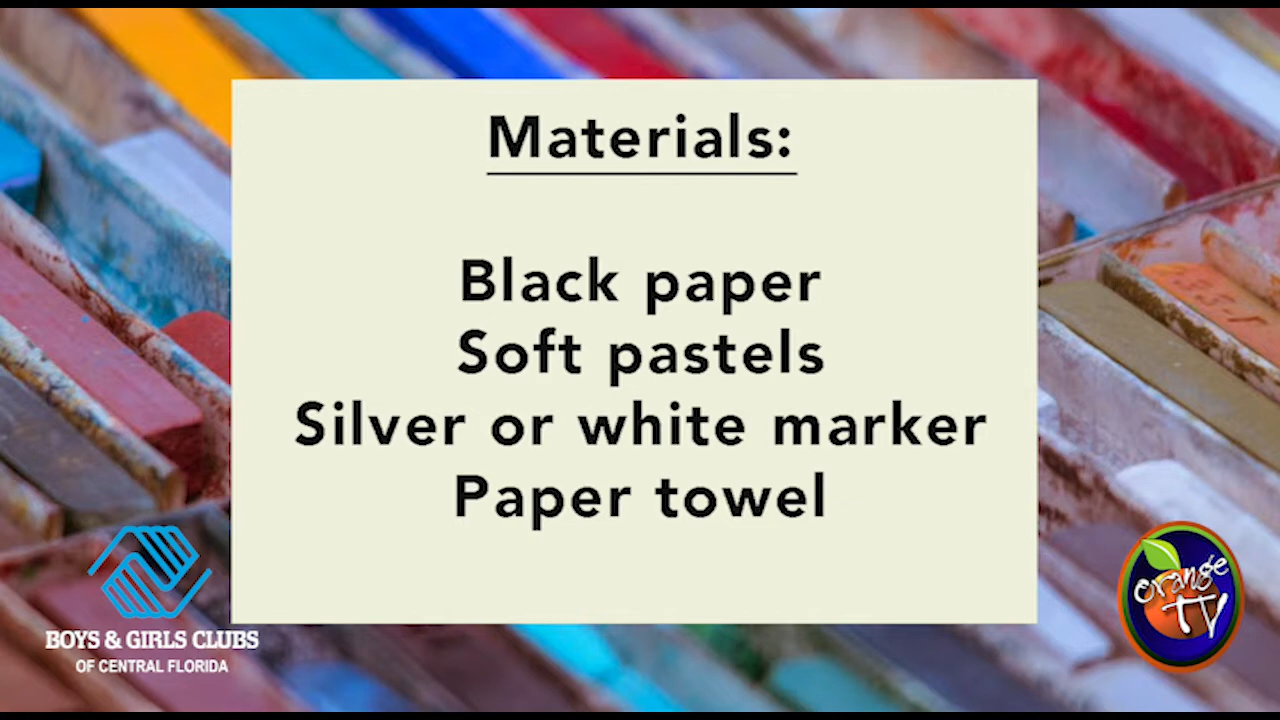 Materials:
Black paper
Soft pastels
Silver or white marker
Paper towel
BOYS & GIRLS CLUBS
OF CENTRAL FLORIDA
orange
TV